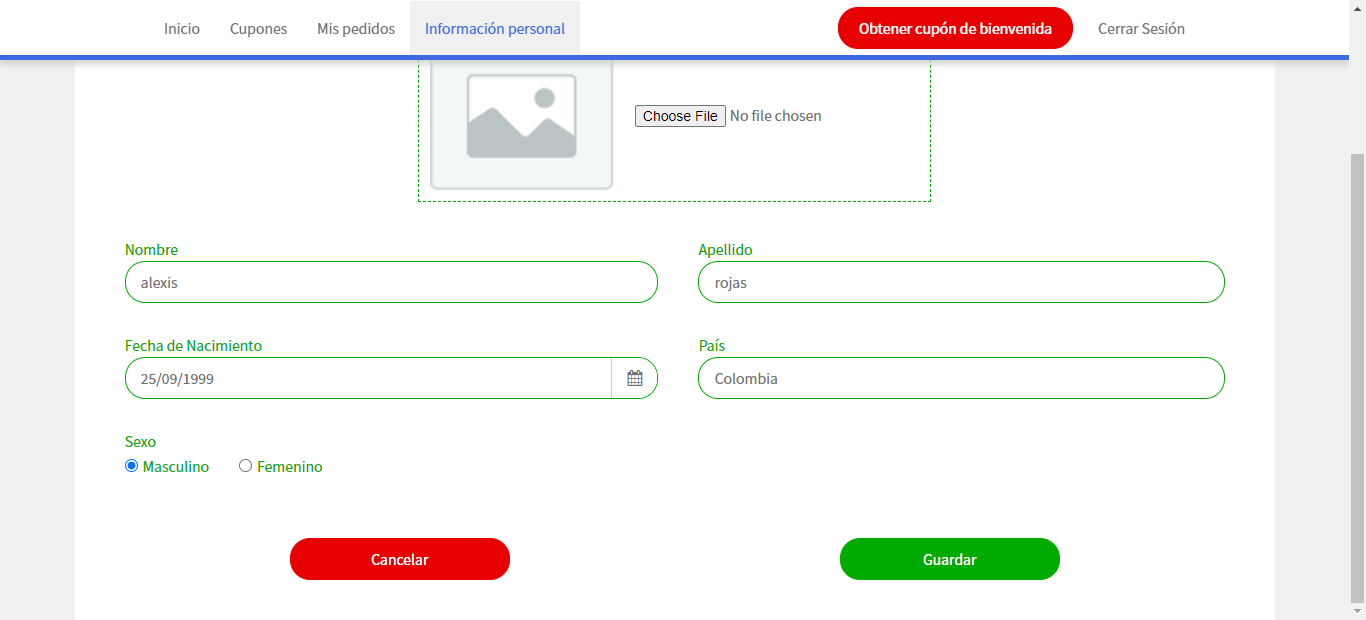 Inicio Cupones Mis pedidos Información personal Obtener cupón de bienvenida Cerrar Sesión
Choose File No file chosen
Nombre Apellido
alexis rojas
Fecha de Nacimiento País
25/09/1999 Colombia
Sexo
Masculino Femenino
Cancelar Guardar